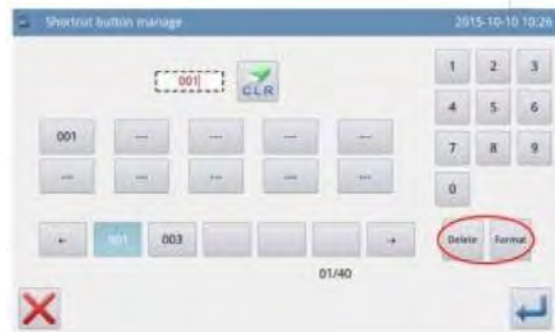 Shortcut button manage 2015-10-10 10:26
001
CLR
1 2 3
4 5 6
7 8 9
0
001 --- --- --- ---
--- --- --- --- ---
← 001 003 →
Delete Format
01/40